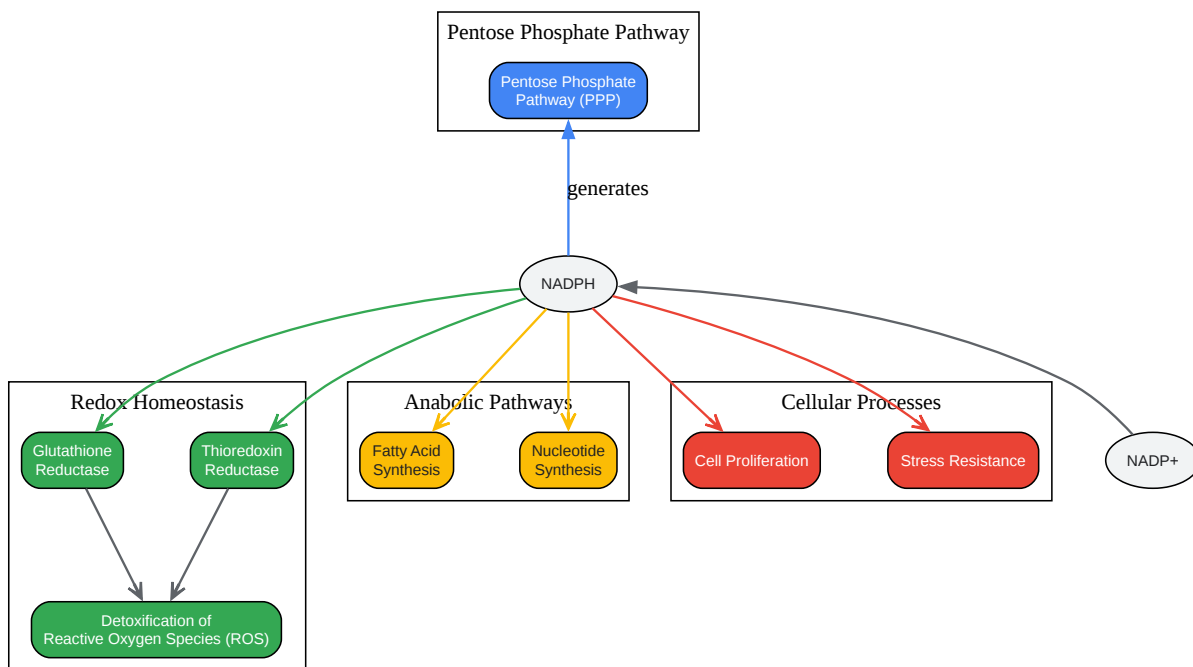 Pentose Phosphate Pathway
Pentose Phosphate
Pathway (PPP)
generates
NADPH
Redox Homeostasis
Glutathione
Reductase
Thioredoxin
Reductase
Detoxification of
Reactive Oxygen Species (ROS)
Anabolic Pathways
Fatty Acid
Synthesis
Nucleotide
Synthesis
Cellular Processes
Cell Proliferation
Stress Resistance
NADP+